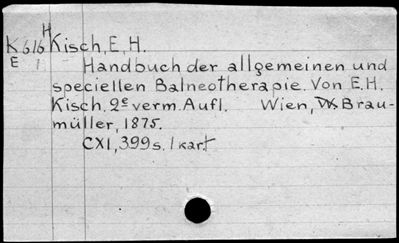 H
K616 Kisch, E, H.
E Handbuch der allgemeinen und
speciellen Balneotherapie. Von E.H.
Kisch. 2e verm. Aufl. Wien, W. Brau-
müller, 1875.
CXI, 399 s. 1 kart